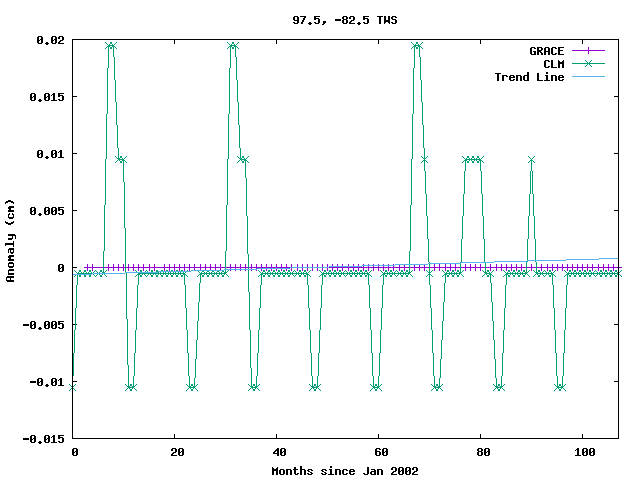 97.5, -82.5 TWS
GRACE
CLM
Trend Line
0.02
0.015
0.01
0.005
0
-0.005
-0.01
-0.015
Anomaly (cm)
0 20 40 60 80 100
Months since Jan 2002